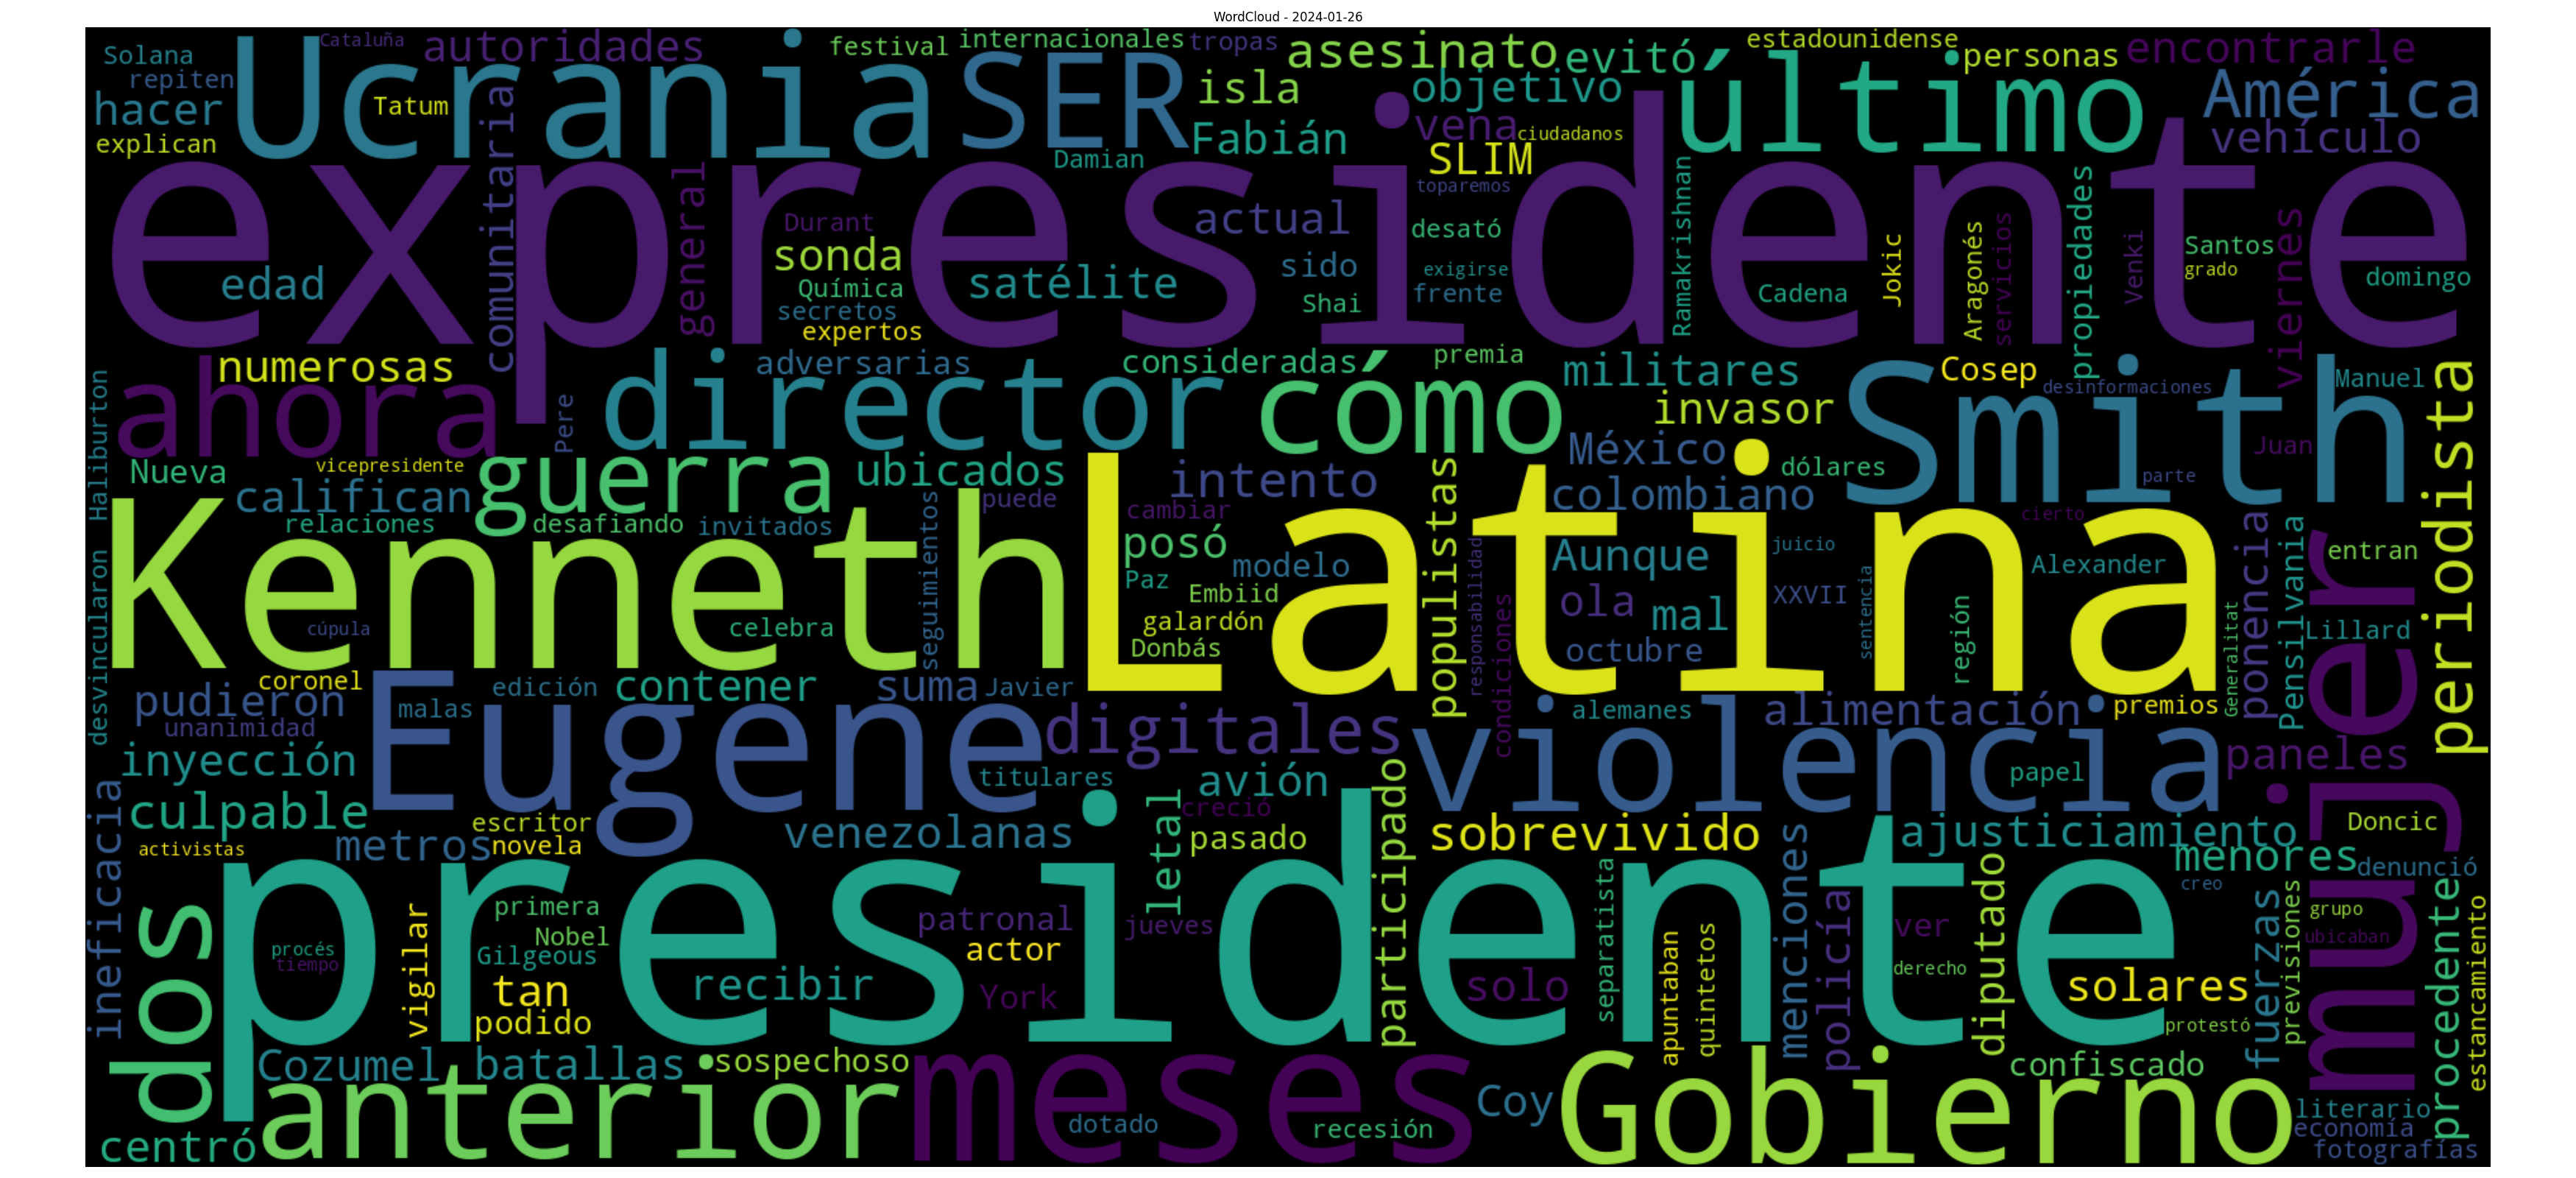 WordCloud - 2024-01-26
Solana
Cataluña
autoridades
festival
internacionales
tropas
asesinato
evitó
estadounidense
personas
encontrarle
repiten
Ucrania
SER
isla
objetivo
último
América
hacer
Tatum
comunitaria
Fabián
vena
ciudadanos
vehículo
explican
Damian
SLIM
expresidente
toparemos
Ramakrishnan
propiedades
general
Durant
actual
desató
Jokic
Aragonés
servicios
Venki
Santos
viernes
edad
sonda
satélite
sido
exigirse
grado
domingo
Química
Shai
frente
Cadena
secretos
expertos
numerosas
adversarias
consideradas
premia
militares
Cosep
Manuel
ahora
director
cómo
desinformaciones
periodista
Haliburton
Pere
invasor
Smith
Juan
Nueva
vicepresidente
guerra
ubicados
intento
populistas
México
dólares
parte
califican
seguimientos
puede
colombiano
relaciones
desafiando
invitados
cambiar
cierto
Kenneth
Latina
ponencia
Pensilvania
posó
Aunque
juicio
entran
desvincularon
modelo
responsabilidad
Alexander
Paz
Embiid
condiciones
ola
mal
XXVII
sentencia
región
Generalitat
cúpula
celebra
galardón
Lillard
Donbás
octubre
coronel
pudieron
edición
contener
suma
Javier
mujer
malas
Eugene
alemanes
alimentación
premios
unanimidad
digitales
violencia
inyección
titulares
avión
papel
paneles
ineficacia
culpable
letal
creció
participado
escritor
venezolanas
pasado
sobrevivido
menciones
ajusticiamiento
Doncic
activistas
metros
novela
menores
denunció
presidente
separatista
diputado
creo
dos
vigilar
primera
patronal
jueves
policía
fuerzas
previsiones
grupo
procedente
estancamiento
procés
Nobel
actor
apuntaban
quintetos
ver
ubicaban
tiempo
Gilgeous
recibir
York
solo
derecho
solares
tan
podido
protestó
Cozumel
batallas
sospechoso
meses
confiscado
anterior
Coy
Gobierno
centró
dotado
recesión
literario
economía
fotografías